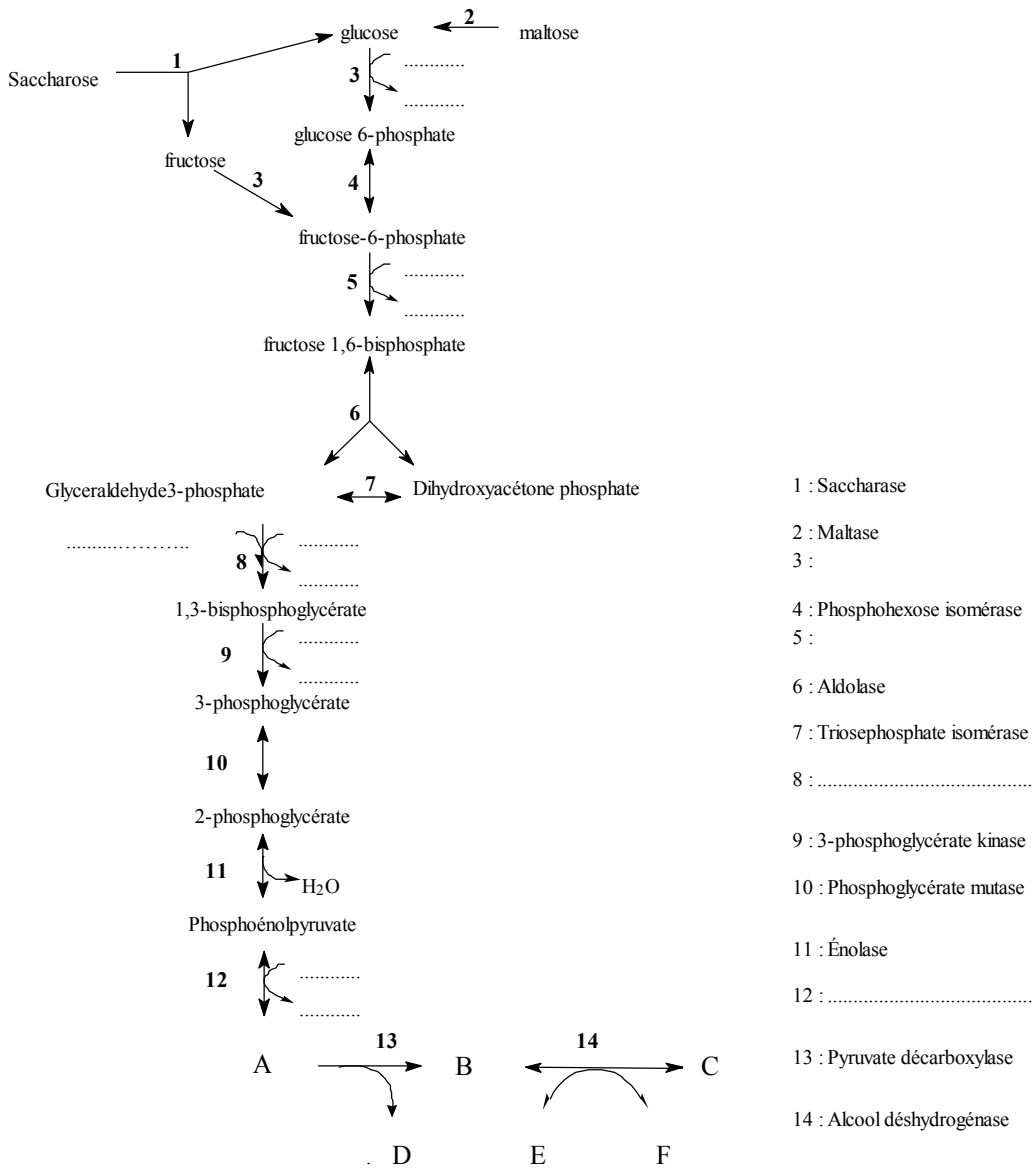 2
glucose
maltose
1
Saccharose
3
............
............
glucose 6-phosphate
fructose
3
4
fructose-6-phosphate
5
............
............
fructose 1,6-bisphosphate
6
Glyceraldehyde3-phosphate
7
Dihydroxyacétone phosphate
.........………..
8
............
............
1,3-bisphosphoglycérate
9
............
............
3-phosphoglycérate
10
2-phosphoglycérate
11
H2O
Phosphoénolpyruvate
12
............
............
13
14
A
B
C
. D
E
F
1 : Saccharase
2 : Maltase
3 :
4 : Phosphohexose isomérase
5 :
6 : Aldolase
7 : Triosephosphate isomérase
8 : ..........................................
9 : 3-phosphoglycérate kinase
10 : Phosphoglycérate mutase
11 : Énolase
12 : ........................................
13 : Pyruvate décarboxylase
14 : Alcool déshydrogénase